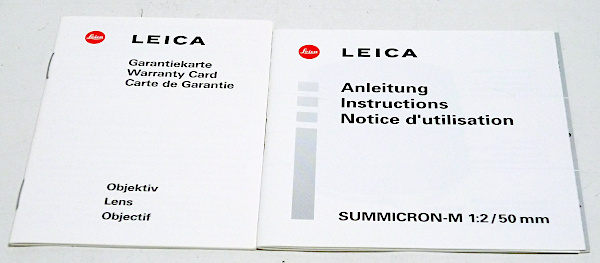 Leica
LEICA
Garantiekarte
Warranty Card
Carte de Garantie
Objektiv
Lens
Objectif
Leica
LEICA
Anleitung
Instructions
Notice d'utilisation
SUMMICRON-M 1:2/50 mm